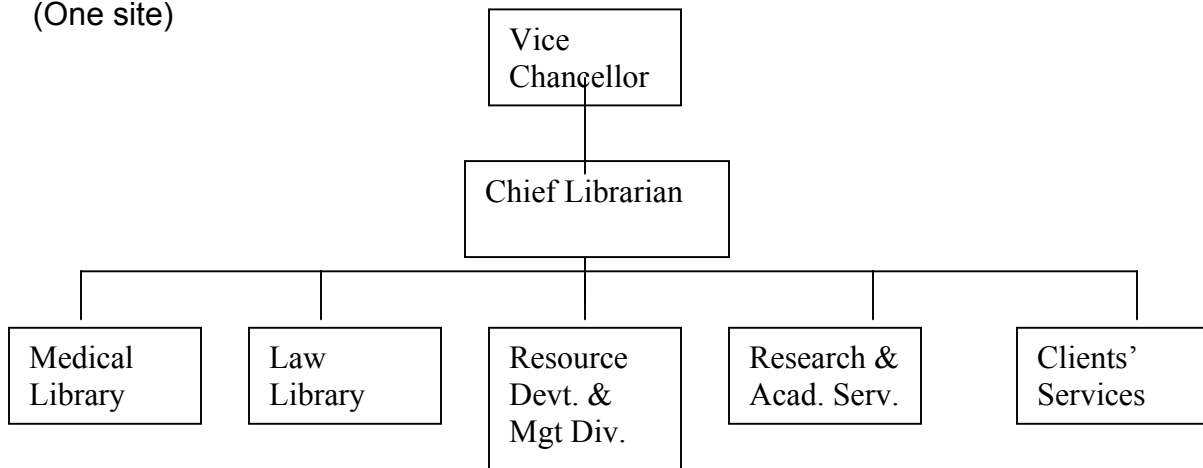 (One site)
Vice
Chancellor
Chief Librarian
Medical
Library
Law
Library
Resource
Devt. &
Mgt Div.
Research &
Acad. Serv.
Clients’
Services